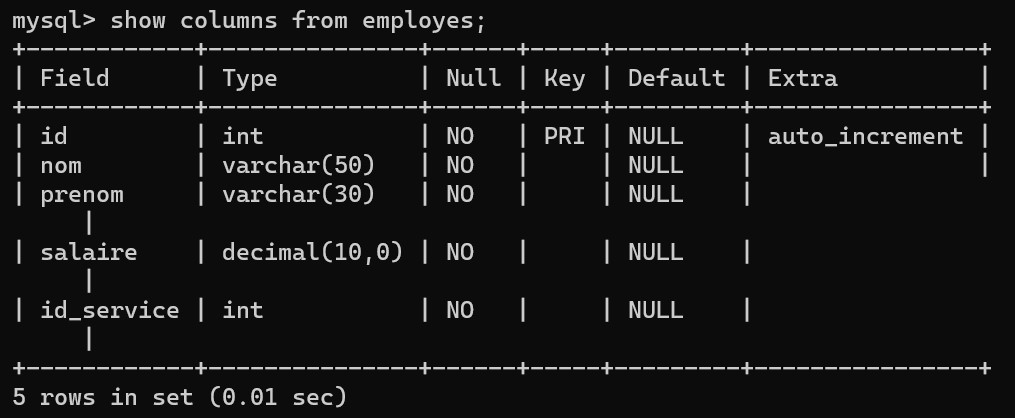 mysql> show columns from employes;
+------------+---------------+------+-----+---------+----------------+
| Field      | Type          | Null | Key | Default | Extra          |
+------------+---------------+------+-----+---------+----------------+
| id         | int           | NO   | PRI | NULL    | auto_increment |
| nom        | varchar(50)   | NO   |     | NULL    |                |
| prenom     | varchar(30)   | NO   |     | NULL    |
     |
| salaire    | decimal(10,0) | NO   |     | NULL    |
     |
| id_service | int           | NO   |     | NULL    |
     |
+------------+---------------+------+-----+---------+----------------+
5 rows in set (0.01 sec)